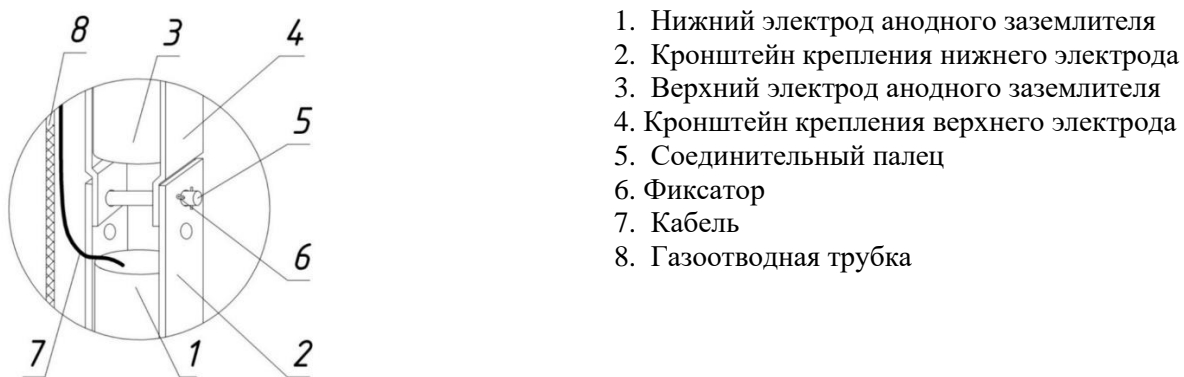 8
3
4
5
6
7
1
2
1. Нижний электрод анодного заземлителя
2. Кронштейн крепления нижнего электрода
3. Верхний электрод анодного заземлителя
4. Кронштейн крепления верхнего электрода
5. Соединительный палец
6. Фиксатор
7. Кабель
8. Газоотводная трубка